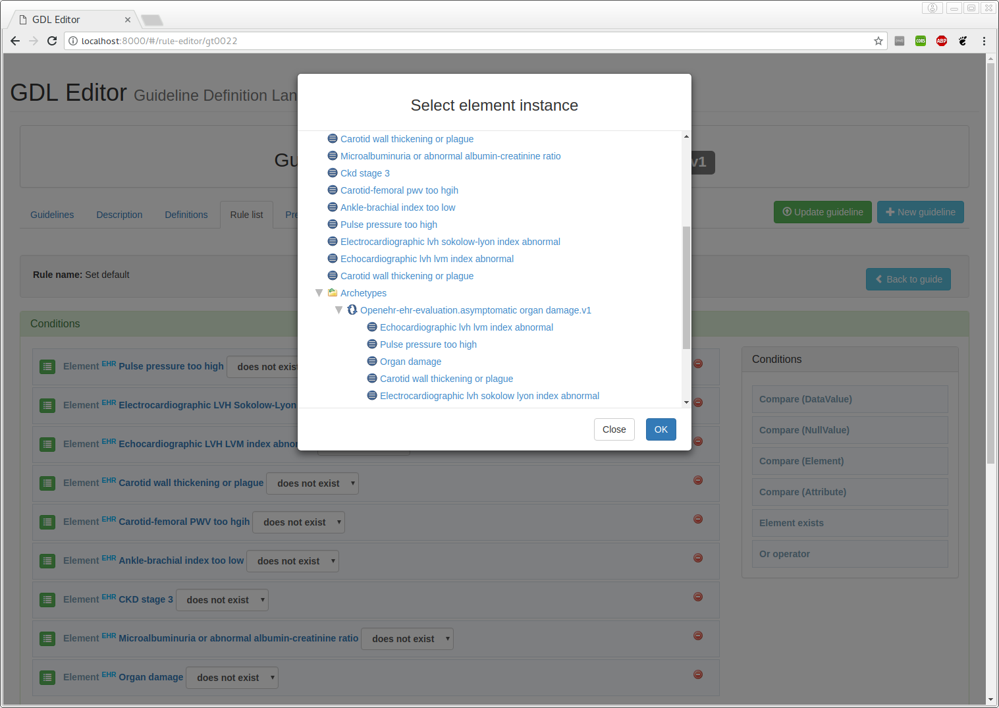 GDL Editor
localhost:8000/#/rule-editor/gt0022
CORS
ABP
GDL Editor Guideline Definition Lan
Gu
v1
Guidelines Description Definitions Rule list Pre
Update guideline New guideline
Rule name: Set default
Back to guide
Conditions
Element EHR Pulse pressure too high does not exist
Element EHR Electrocardiographic LVH Sokolow-Lyon
Element EHR Echocardiographic LVH LVM index abnor
Element EHR Carotid wall thickening or plague does not exist
Element EHR Carotid-femoral PWV too hgih does not exist
Element EHR Ankle-brachial index too low does not exist
Element EHR CKD stage 3 does not exist
Element EHR Microalbuminuria or abnormal albumin-creatinine ratio does not exist
Element EHR Organ damage does not exist
Conditions
Compare (DataValue)
Compare (NullValue)
Compare (Element)
Compare (Attribute)
Element exists
Or operator
Select element instance
Carotid wall thickening or plague
Microalbuminuria or abnormal albumin-creatinine ratio
Ckd stage 3
Carotid-femoral pwv too hgih
Ankle-brachial index too low
Pulse pressure too high
Electrocardiographic lvh sokolow-lyon index abnormal
Echocardiographic lvh lvm index abnormal
Carotid wall thickening or plague
Archetypes
Openehr-ehr-evaluation.asymptomatic organ damage.v1
Echocardiographic lvh lvm index abnormal
Pulse pressure too high
Organ damage
Carotid wall thickening or plague
Electrocardiographic lvh sokolow lyon index abnormal
Close OK